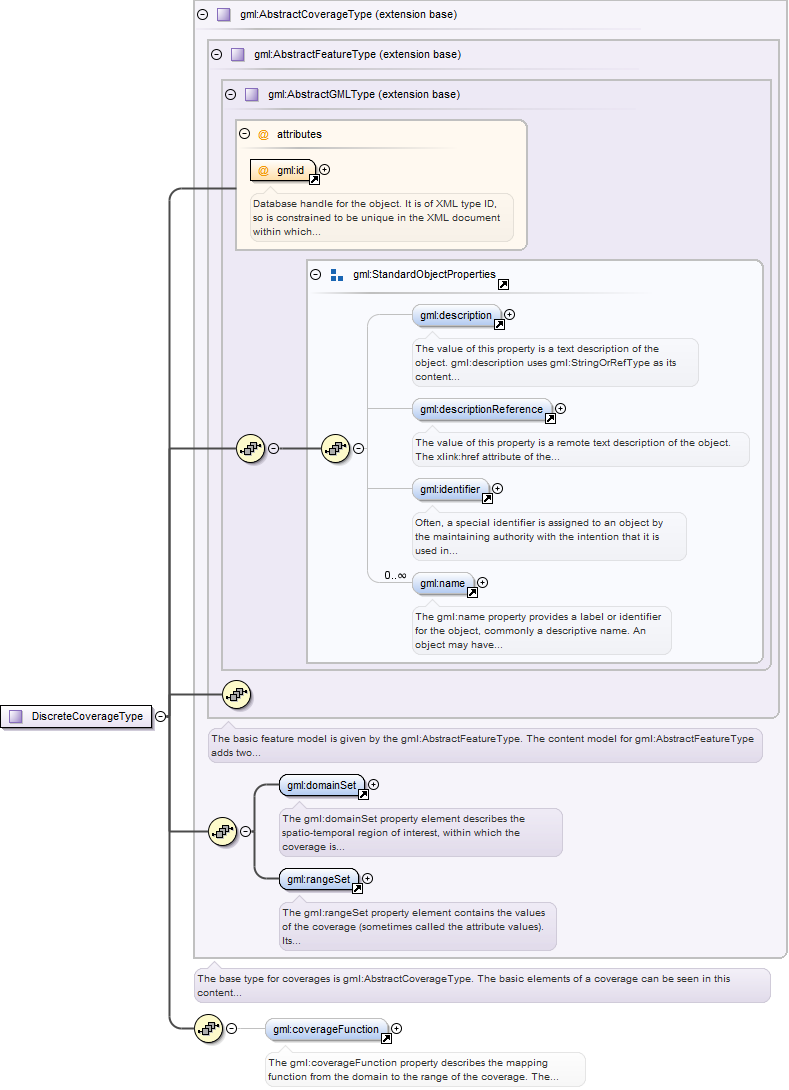 gml:AbstractCoverageType (extension base)
gml:AbstractFeatureType (extension base)
gml:AbstractGMLType (extension base)
@ attributes
@ gml:id
Database handle for the object. It is of XML type ID,
so is constrained to be unique in the XML document
within which...
gml:StandardObjectProperties
gml:description
The value of this property is a text description of the
object. gml:description uses gml:StringOrRefType as its
content...
gml:descriptionReference
The value of this property is a remote text description of the object.
The xlink:href attribute of the...
gml:identifier
Often, a special identifier is assigned to an object by
the maintaining authority with the intention that it is
used in...
0..∞
gml:name
The gml:name property provides a label or identifier
for the object, commonly a descriptive name. An
object may have...
DiscreteCoverageType
The basic feature model is given by the gml:AbstractFeatureType. The content model for gml:AbstractFeatureType
adds two...
gml:domainSet
The gml:domainSet property element describes the
spatio-temporal region of interest, within which the
coverage is...
gml:rangeSet
The gml:rangeSet property element contains the values
of the coverage (sometimes called the attribute values).
Its...
The base type for coverages is gml:AbstractCoverageType. The basic elements of a coverage can be seen in this
content...
gml:coverageFunction
The gml:coverageFunction property describes the mapping
function from the domain to the range of the coverage. The...